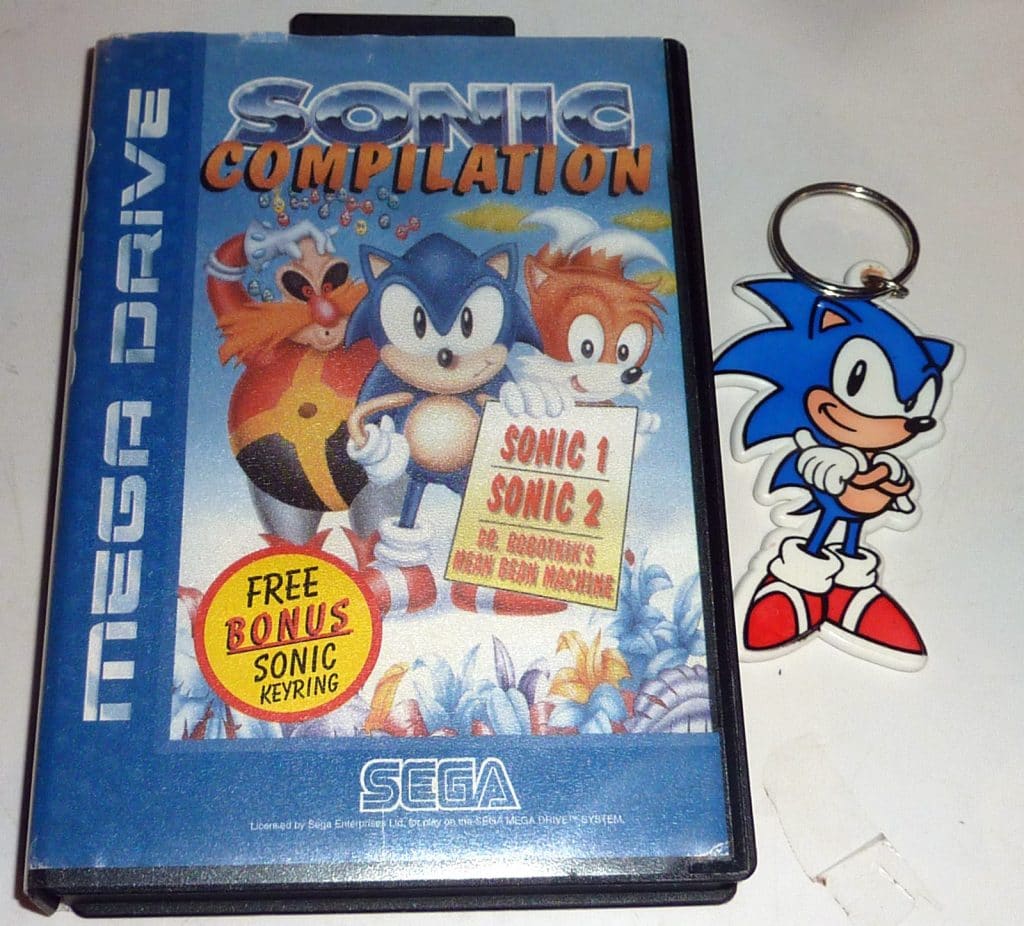 MEGA DRIVE
SONIC
COMPILATION
SONIC 1
SONIC 2
DR. ROBOTNIK'S
MEAN BEAN MACHINE
FREE
BONUS
SONIC
KEYRING
SEGA
Licensed by Sega Enterprises Ltd. for play on the SEGA MEGA DRIVE™ SYSTEM.